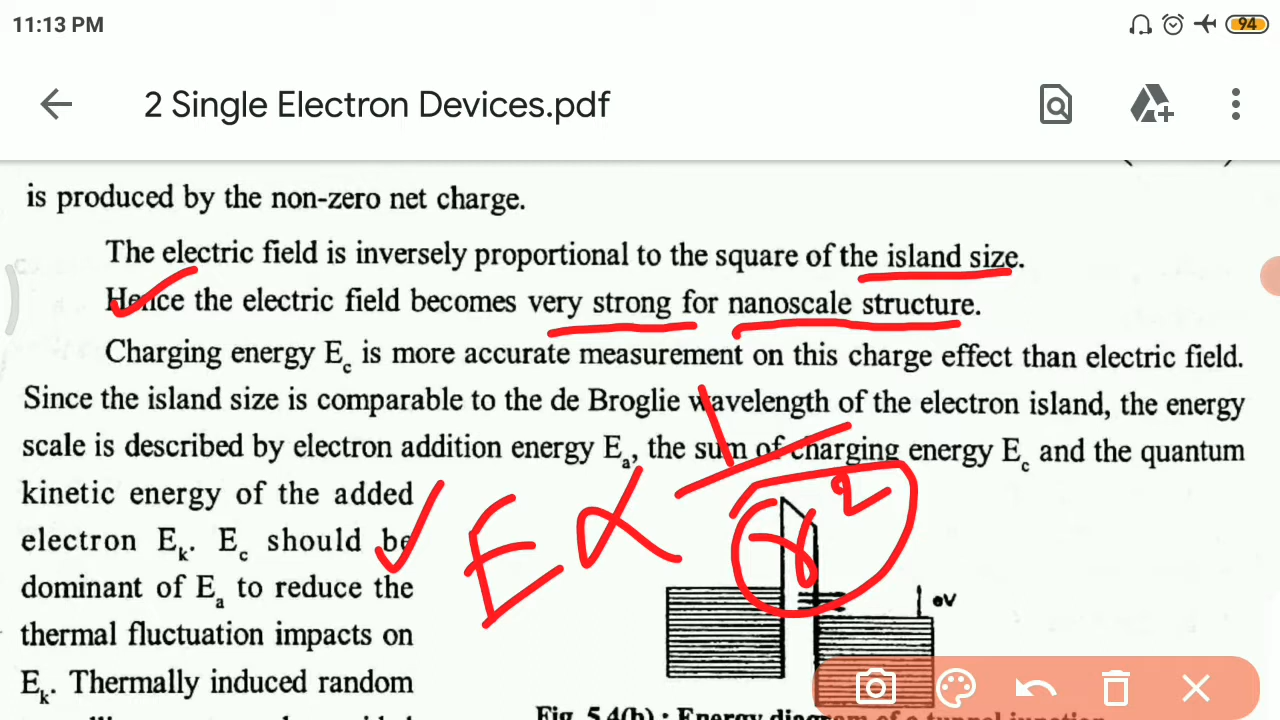 11:13 PM
94
2 Single Electron Devices.pdf
is produced by the non-zero net charge.
The electric field is inversely proportional to the square of the island size.
Hence the electric field becomes very strong for nanoscale structure.
Charging energy Ec is more accurate measurement on this charge effect than electric field.
Since the island size is comparable to the de Broglie wavelength of the electron island, the energy
scale is described by electron addition energy Ea, the sum of charging energy Ec and the quantum
kinetic energy of the added
electron Ek. Ec should be
dominant of Ea to reduce the
thermal fluctuation impacts on
Ek. Thermally induced random
E ∝ 1/r²
eV
Fig. 5.4(b) : Energy diagram of a tunnel junction